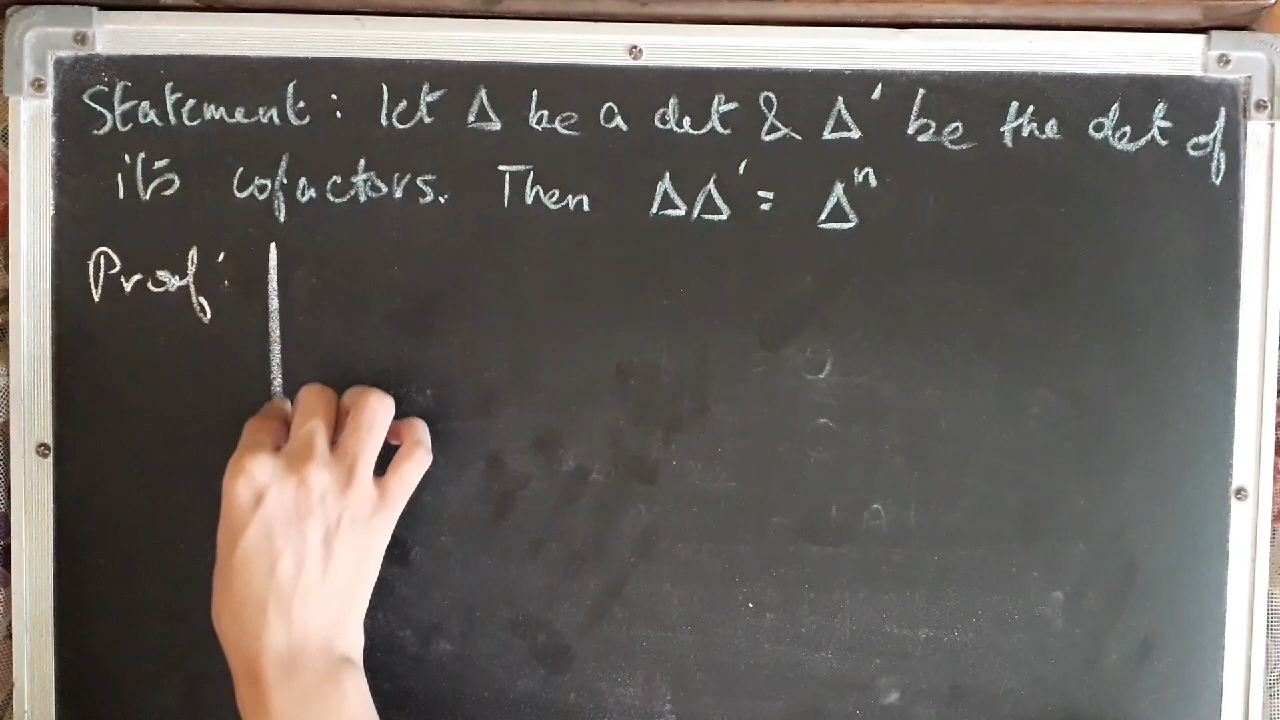 Statement: let Δ be a det & Δ' be the det of
its cofactors. Then ΔΔ' = Δⁿ
Proof: